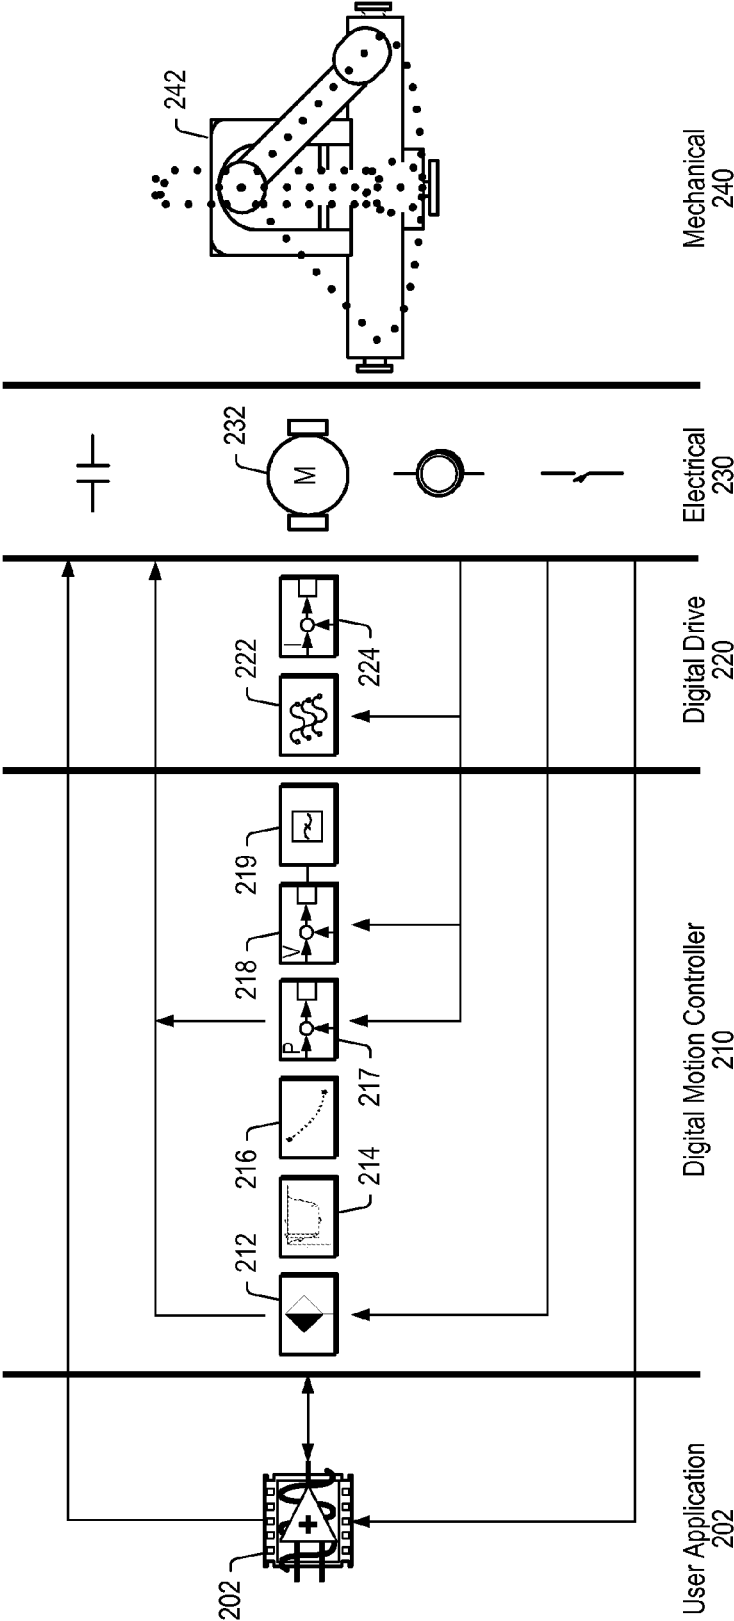 202
212
214
216
217
218
219
222
224
232
242
P
V
I
M
User Application
202
Digital Motion Controller
210
Digital Drive
220
Electrical
230
Mechanical
240